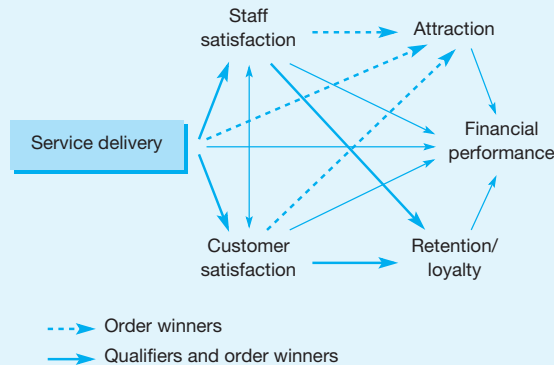 Staff
satisfaction
Attraction
Service delivery
Financial
performance
Customer
satisfaction
Retention/
loyalty
Order winners
Qualifiers and order winners